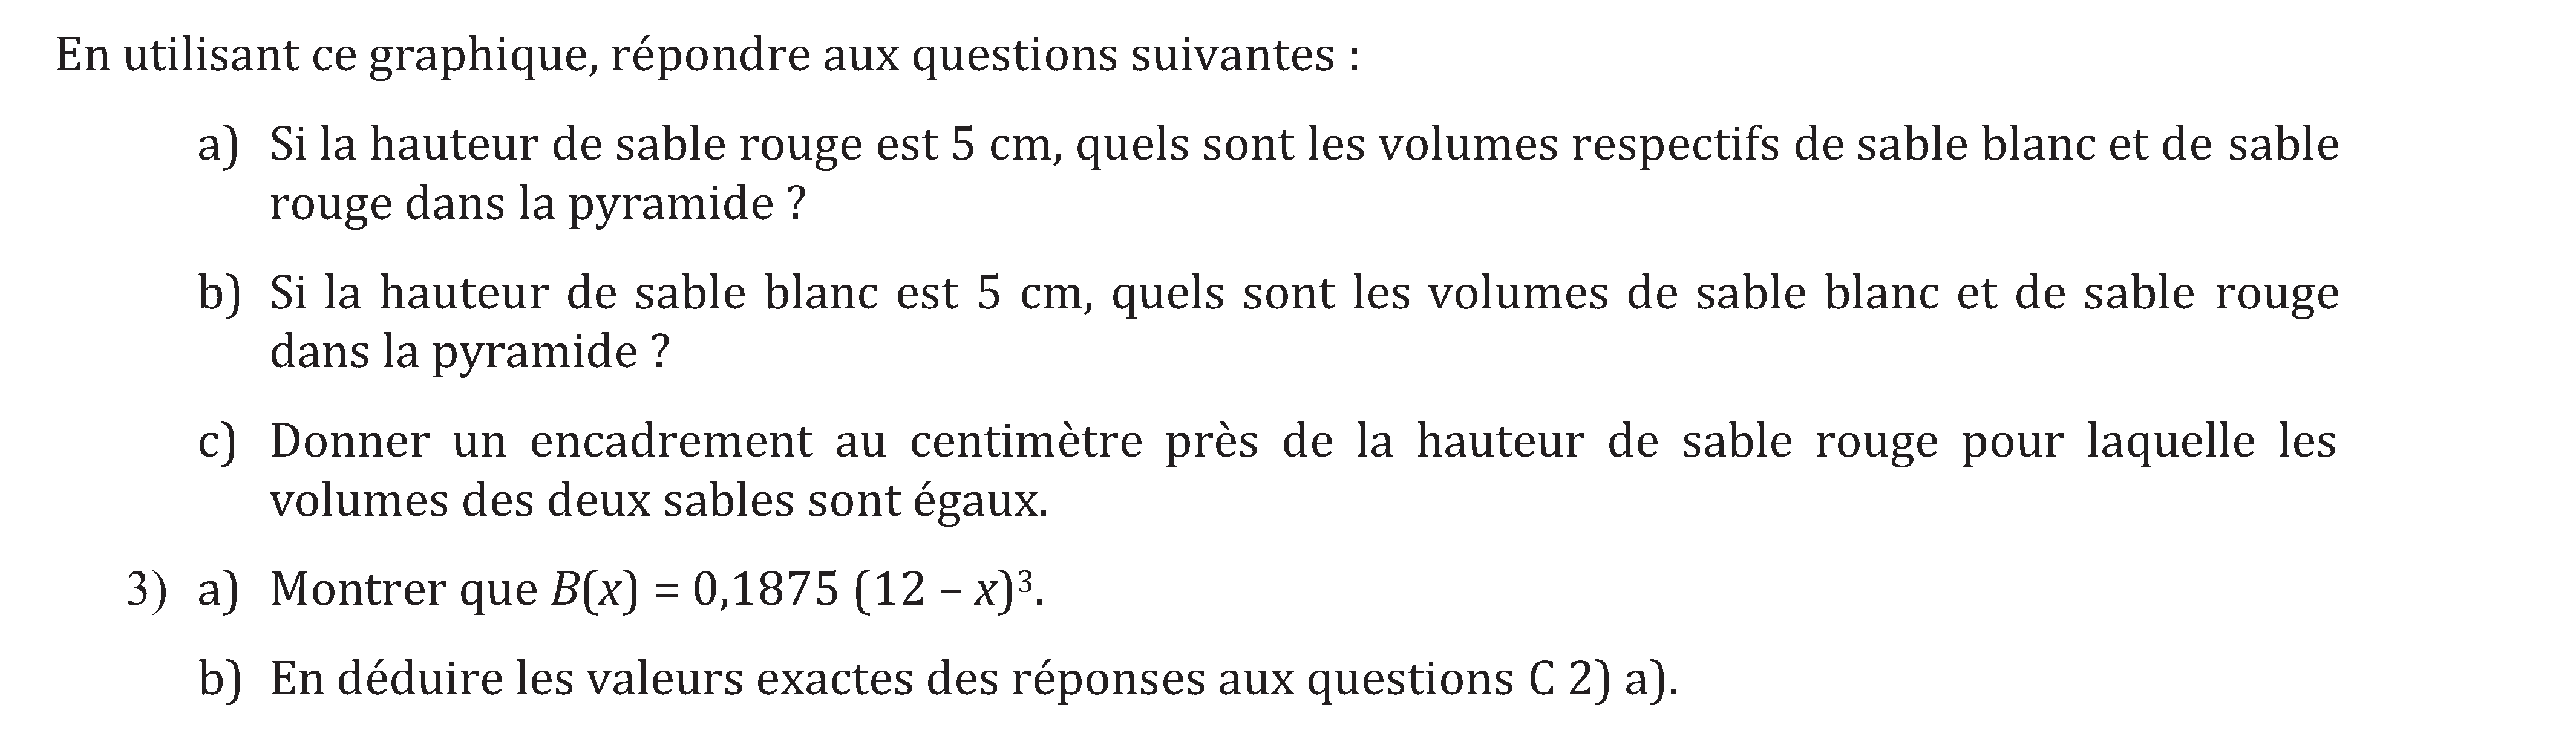 En utilisant ce graphique, répondre aux questions suivantes :
a) Si la hauteur de sable rouge est 5 cm, quels sont les volumes respectifs de sable blanc et de sable
rouge dans la pyramide ?
b) Si la hauteur de sable blanc est 5 cm, quels sont les volumes de sable blanc et de sable rouge
dans la pyramide ?
c) Donner un encadrement au centimètre près de la hauteur de sable rouge pour laquelle les
volumes des deux sables sont égaux.
3) a) Montrer que B(x) = 0,1875 (12 – x)³.
b) En déduire les valeurs exactes des réponses aux questions C 2) a).